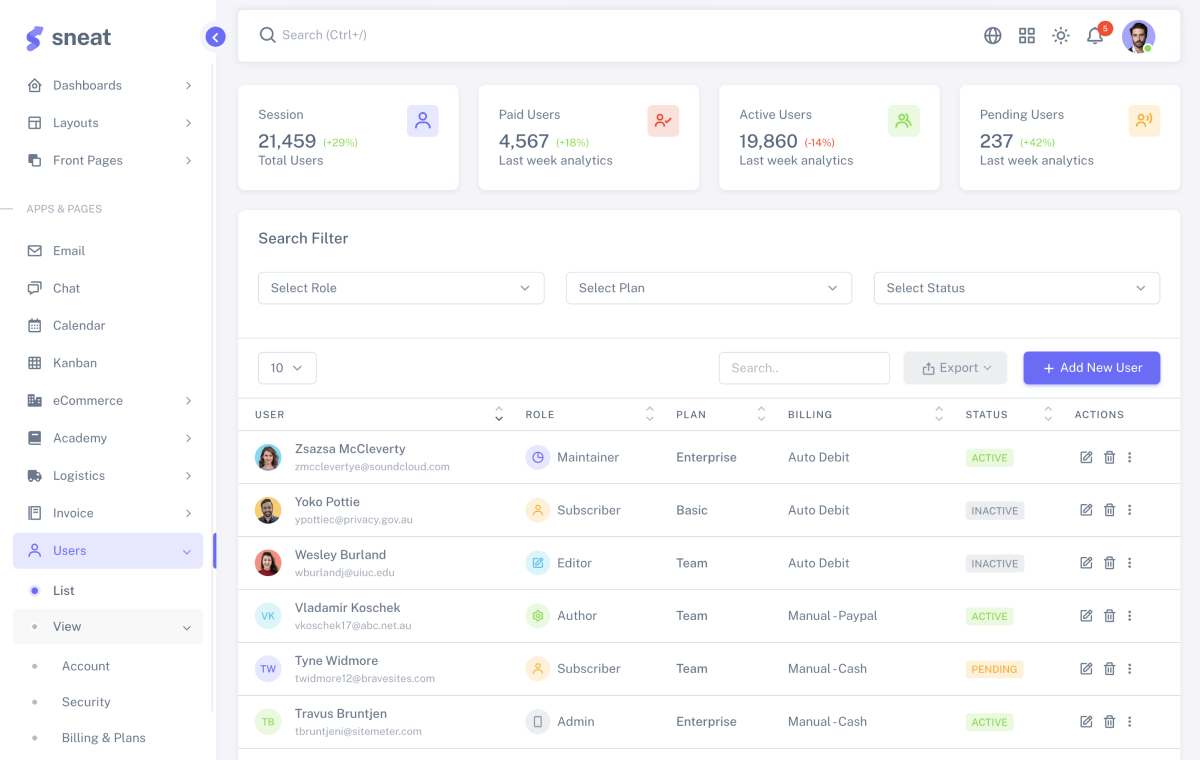 sneat
Dashboards
Layouts
Front Pages
APPS & PAGES
Email
Chat
Calendar
Kanban
eCommerce
Academy
Logistics
Invoice
Users
List
View
Account
Security
Billing & Plans
Search (Ctrl+/)
5
Session
21,459 (+29%)
Total Users
Paid Users
4,567 (+18%)
Last week analytics
Active Users
19,860 (-14%)
Last week analytics
Pending Users
237 (+42%)
Last week analytics
Search Filter
Select Role
Select Plan
Select Status
10
Search..
Export
+ Add New User
USER ROLE PLAN BILLING STATUS ACTIONS
Zsazsa McCleverty
zmcclevertye@soundcloud.com
Maintainer Enterprise Auto Debit ACTIVE
Yoko Pottie
ypottiec@privacy.gov.au
Subscriber Basic Auto Debit INACTIVE
Wesley Burland
wburlandj@uiuc.edu
Editor Team Auto Debit INACTIVE
VK
Vladamir Koschek
vkoschek17@abc.net.au
Author Team Manual - Paypal ACTIVE
TW
Tyne Widmore
twidmore12@bravesites.com
Subscriber Team Manual - Cash PENDING
TB
Travus Bruntjen
tbruntjeni@sitemeter.com
Admin Enterprise Manual - Cash ACTIVE